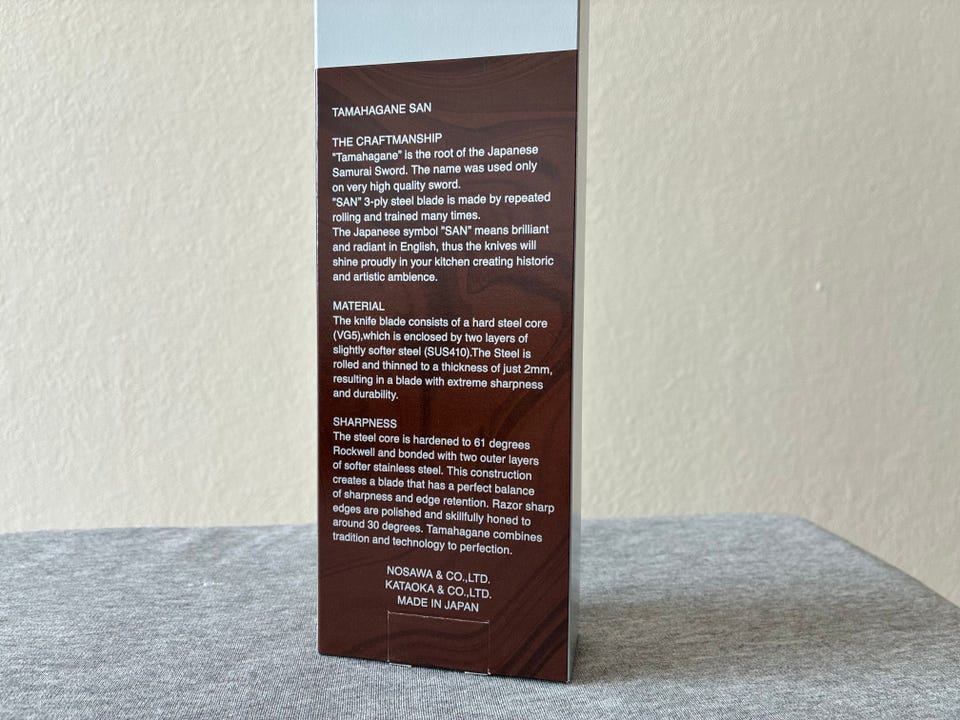 TAMAHAGANE SAN
THE CRAFTMANSHIP
"Tamahagane" is the root of the Japanese
Samurai Sword. The name was used only
on very high quality sword.
"SAN" 3-ply steel blade is made by repeated
rolling and trained many times.
The Japanese symbol "SAN" means brilliant
and radiant in English, thus the knives will
shine proudly in your kitchen creating historic
and artistic ambience.
MATERIAL
The knife blade consists of a hard steel core
(VG5),which is enclosed by two layers of
slightly softer steel (SUS410).The Steel is
rolled and thinned to a thickness of just 2mm,
resulting in a blade with extreme sharpness
and durability.
SHARPNESS
The steel core is hardened to 61 degrees
Rockwell and bonded with two outer layers
of softer stainless steel. This construction
creates a blade that has a perfect balance
of sharpness and edge retention. Razor sharp
edges are polished and skillfully honed to
around 30 degrees. Tamahagane combines
tradition and technology to perfection.
NOSAWA & CO.,LTD.
KATAOKA & CO.,LTD.
MADE IN JAPAN